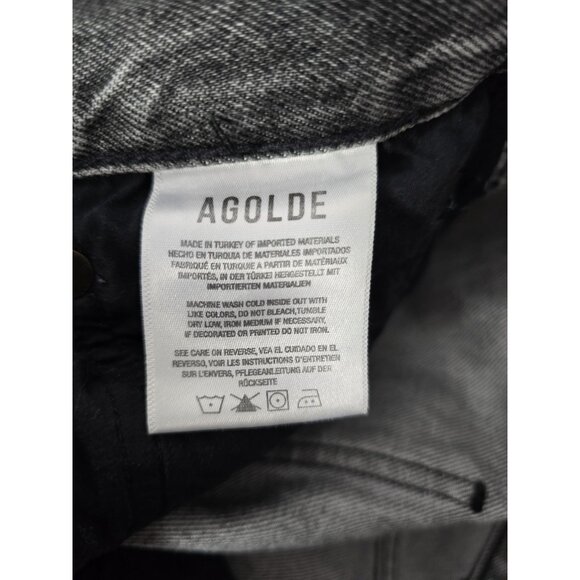 AGOLDE
MADE IN TURKEY OF IMPORTED MATERIALS
HECHO EN TURQUIA DE MATERIALES IMPORTADOS
FABRIQUÉ EN TURQUIE A PARTIR DE MATÉRIAUX
IMPORTÉS, IN DER TÜRKEI HERGESTELLT MIT
IMPORTIERTEN MATERIALIEN
MACHINE WASH COLD INSIDE OUT WITH
LIKE COLORS, DO NOT BLEACH,TUMBLE
DRY LOW, IRON MEDIUM IF NECESSARY,
IF DECORATED OR PRINTED DO NOT IRON.
SEE CARE ON REVERSE, VEA EL CUIDADO EN EL
REVERSO, VOIR LES INSTRUCTIONS D'ENTRETIEN
SUR L'ENVERS, PFLEGEANLEITUNG AUF DER
RÜCKSEITE